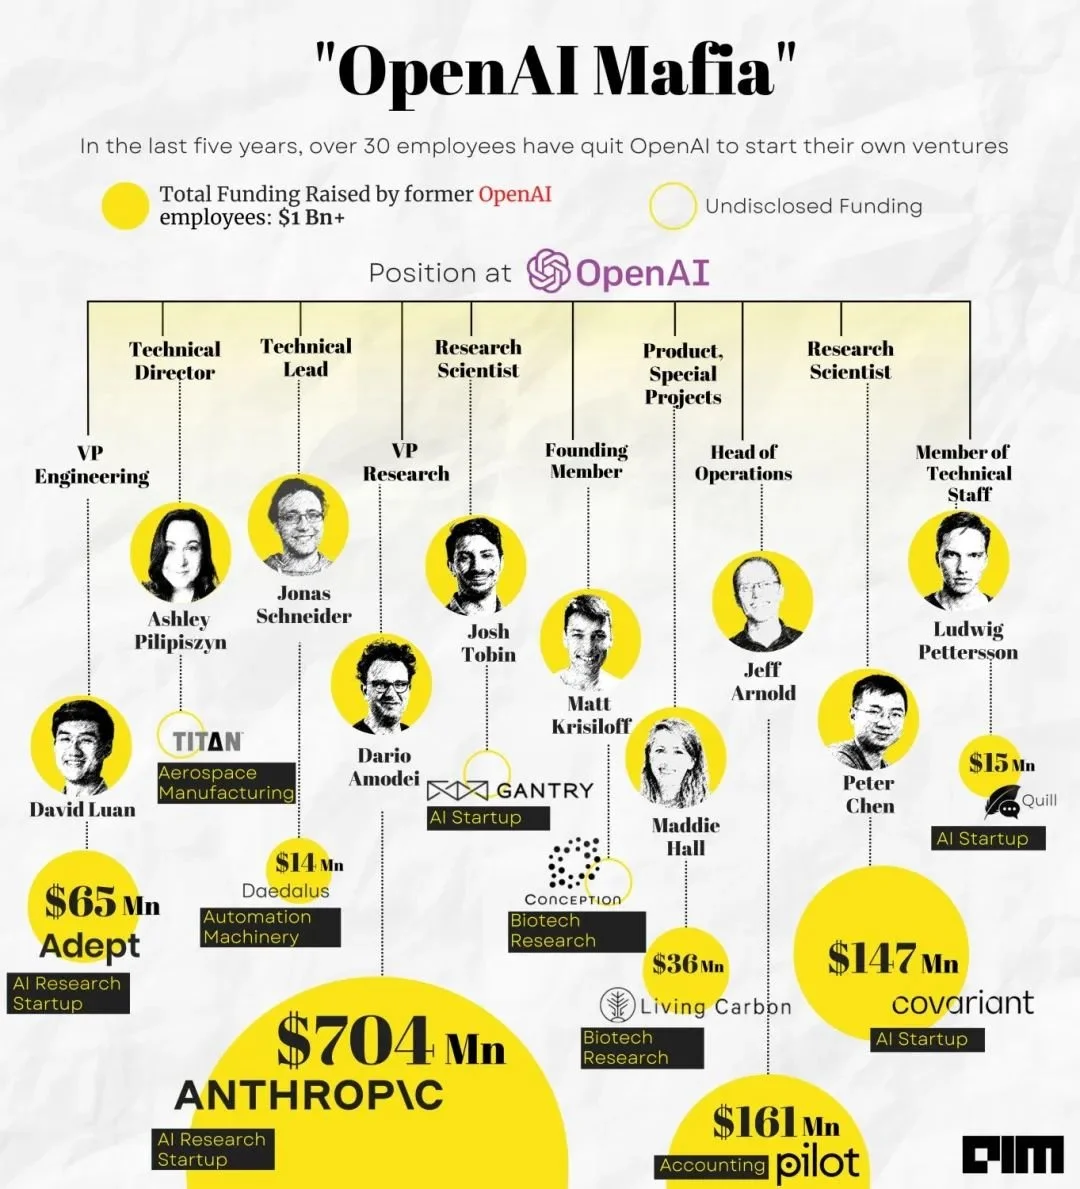 "OpenAI Mafia"
In the last five years, over 30 employees have quit OpenAI to start their own ventures
Total Funding Raised by former OpenAI
employees: $1 Bn+
Undisclosed Funding
Position at OpenAI
Technical
Director
Technical
Lead
Research
Scientist
Product,
Special
Projects
Research
Scientist
VP
Engineering
VP
Research
Founding
Member
Head of
Operations
Member of
Technical
Staff
Ashley
Pilipiszyn
Jonas
Schneider
Josh
Tobin
Matt
Krisiloff
Jeff
Arnold
Ludwig
Pettersson
David Luan
TITAN
Aerospace
Manufacturing
Dario
Amodei
GANTRY
AI Startup
Maddie
Hall
Peter
Chen
$15 Mn
Quill
AI Startup
$65 Mn
Adept
AI Research
Startup
$14 Mn
Daedalus
Automation
Machinery
CONCEPTION
Biotech
Research
$36 Mn
Living Carbon
Biotech
Research
$147 Mn
covariant
AI Startup
$704 Mn
ANTHROP\C
AI Research
Startup
$161 Mn
Accounting pilot
AIM